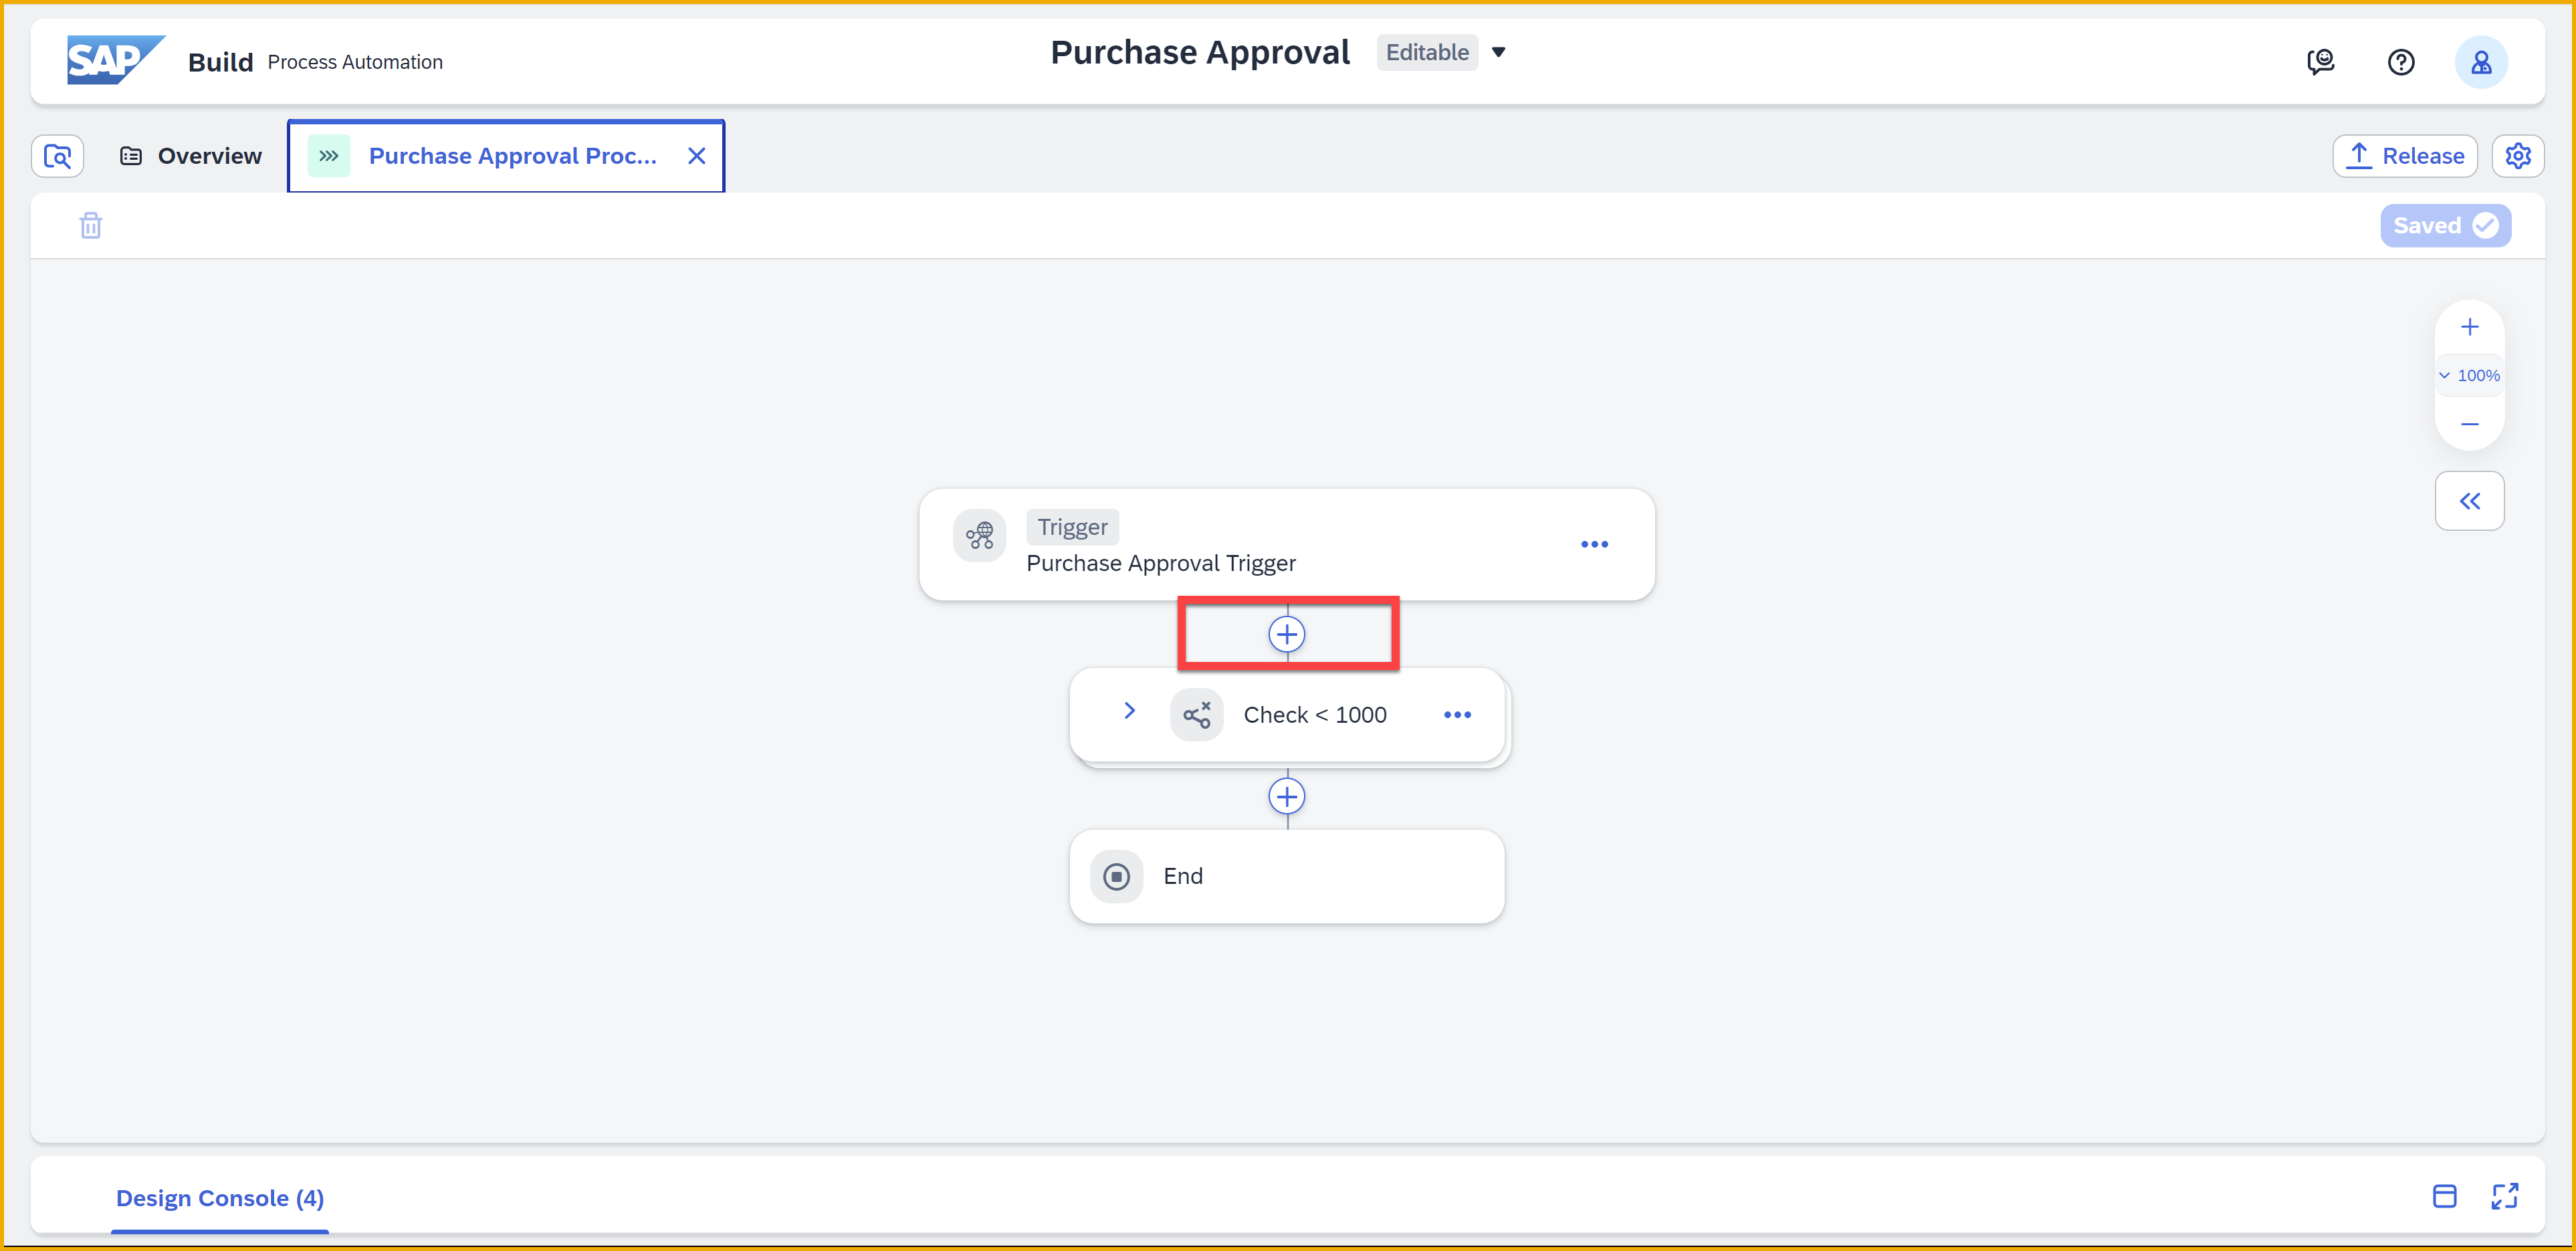 SAP Build Process Automation
Purchase Approval Editable
Overview
Purchase Approval Proc...
Release
Saved
100%
Trigger
Purchase Approval Trigger
Check < 1000
End
Design Console (4)